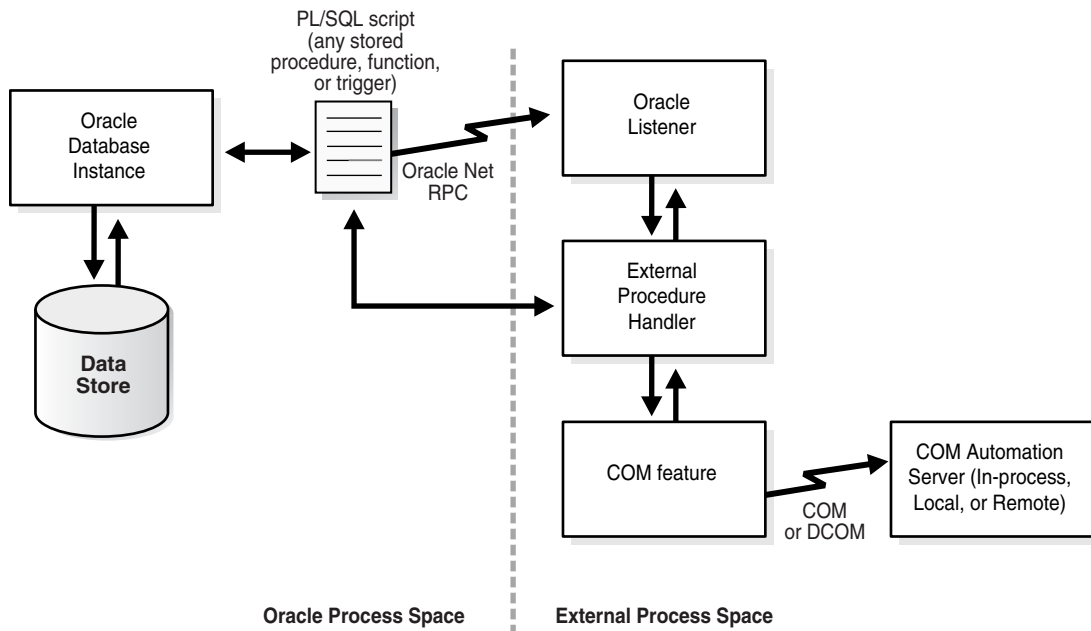 PL/SQL script
(any stored
procedure, function,
or trigger)
Oracle
Database
Instance
Oracle
Listener
Oracle Net
RPC
External
Procedure
Handler
Data
Store
COM feature
COM Automation
Server (In-process,
Local, or Remote)
COM
or DCOM
Oracle Process Space
External Process Space